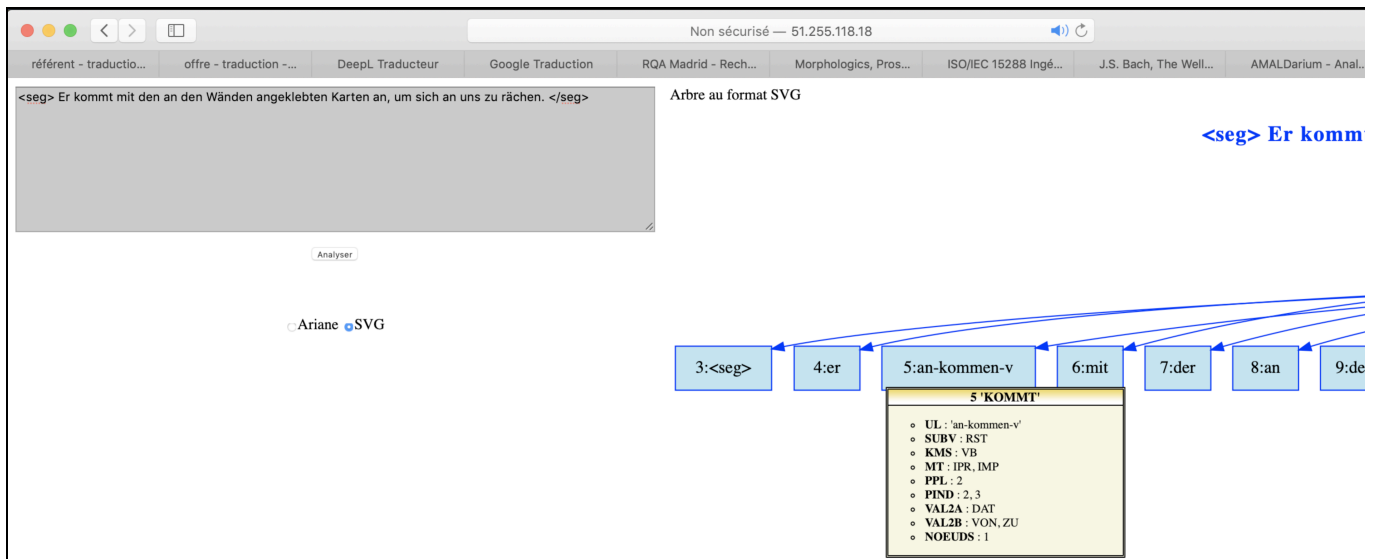 Non sécurisé — 51.255.118.18
référent - traductio...
offre - traduction -...
DeepL Traducteur
Google Traduction
RQA Madrid - Rech...
Morphologics, Pros...
ISO/IEC 15288 Ingé...
J.S. Bach, The Well...
AMALDarium - Anal...
<seg> Er kommt mit den an den Wänden angeklebten Karten an, um sich an uns zu rächen. </seg>
Analyser
Ariane SVG
Arbre au format SVG
<seg> Er kommt
3:<seg>
4:er
5:an-kommen-v
6:mit
7:der
8:an
9:de
5 'KOMMT'
UL : 'an-kommen-v'
SUBV : RST
KMS : VB
MT : IPR, IMP
PPL : 2
PIND : 2, 3
VAL2A : DAT
VAL2B : VON, ZU
NOEUDS : 1